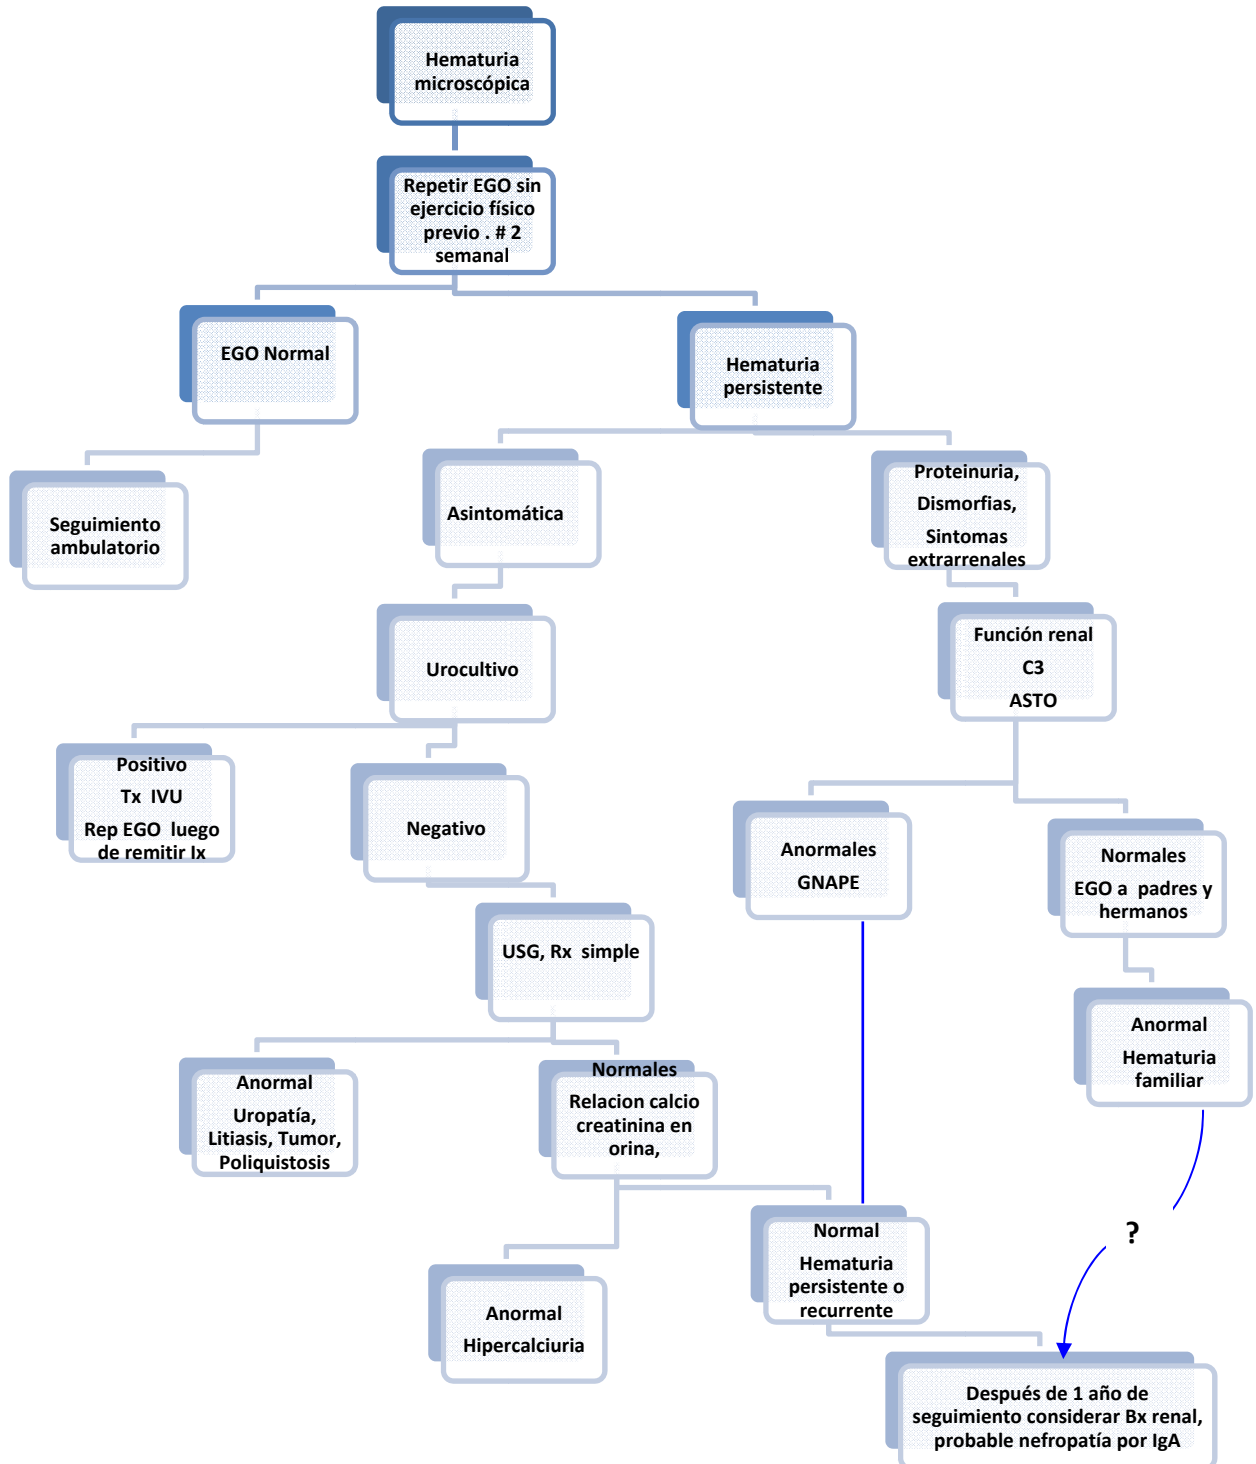 Hematuria
microscópica
Repetir EGO sin
ejercicio físico
previo . # 2
semanal
EGO Normal
Hematuria
persistente
Seguimiento
ambulatorio
Asintomática
Proteinuria,
Dismorfias,
Sintomas
extrarrenales
Urocultivo
Función renal
C3
ASTO
Positivo
Tx IVU
Rep EGO luego
de remitir Ix
Negativo
Anormales
GNAPE
Normales
EGO a padres y
hermanos
USG, Rx simple
Anormal
Hematuria
familiar
Anormal
Uropatía,
Litiasis, Tumor,
Poliquistosis
Normales
Relacion calcio
creatinina en
orina,
Normal
Hematuria
persistente o
recurrente
?
Anormal
Hipercalciuria
Después de 1 año de
seguimiento considerar Bx renal,
probable nefropatía por IgA